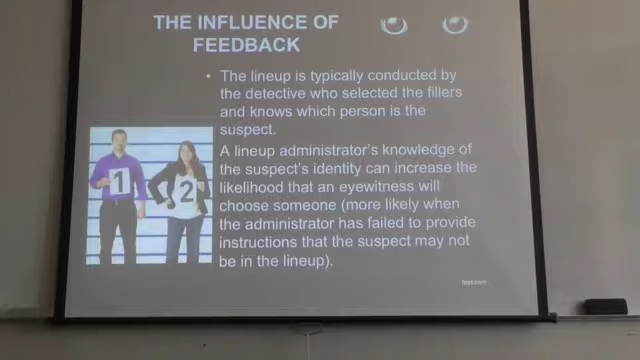 THE INFLUENCE OF
FEEDBACK
• The lineup is typically conducted by
the detective who selected the fillers
and knows which person is the
suspect.
A lineup administrator's knowledge of
the suspect's identity can increase the
likelihood that an eyewitness will
choose someone (more likely when
the administrator has failed to provide
instructions that the suspect may not
be in the lineup).
1
2